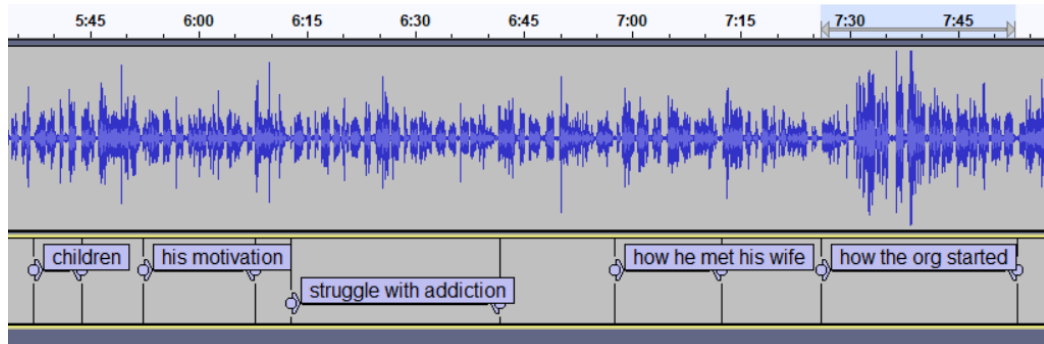 5:45 6:00 6:15 6:30 6:45 7:00 7:15 7:30 7:45
children his motivation how he met his wife how the org started
struggle with addiction